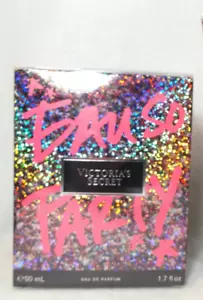 EAU SO
VICTORIA'S
SECRET
PARTY
50 mL
EAU DE PARFUM
1.7 fl oz